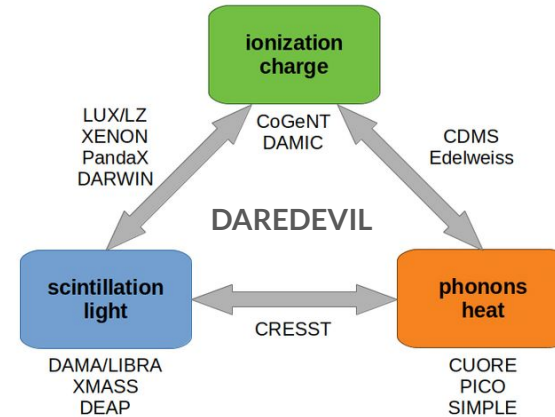 ionization
charge
LUX/LZ
XENON
PandaX
DARWIN
CoGeNT
DAMIC
CDMS
Edelweiss
DAREDEVIL
scintillation
light
phonons
heat
CRESST
DAMA/LIBRA
XMASS
DEAP
CUORE
PICO
SIMPLE